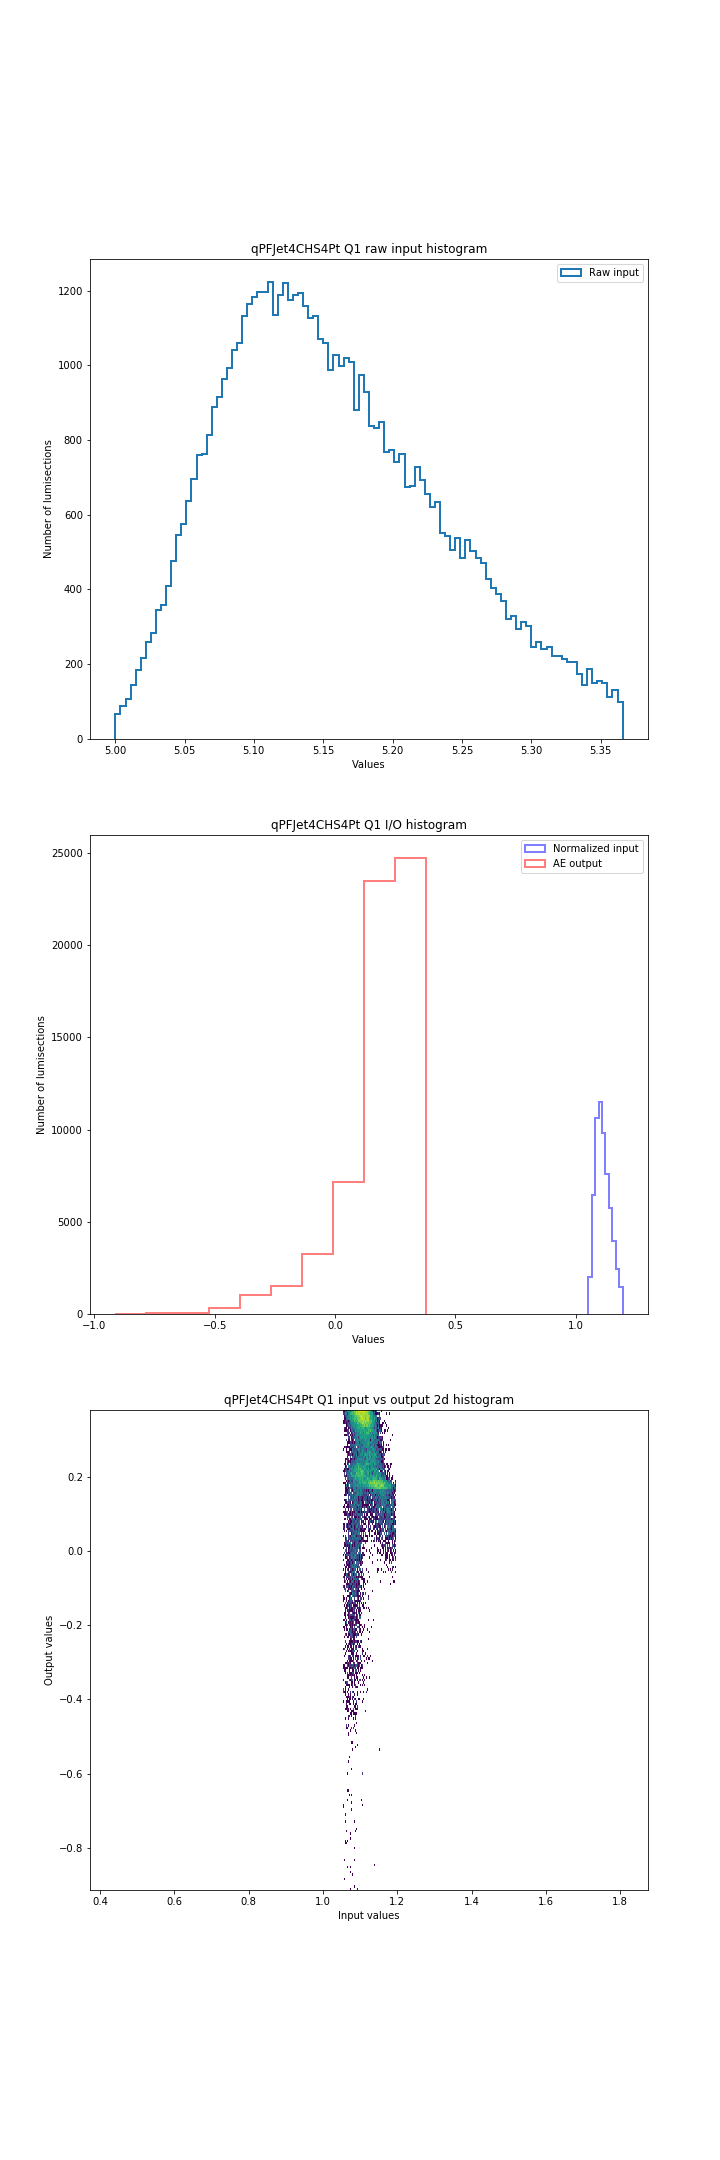 qPFJet4CHS4Pt Q1 raw input histogram
Raw input
1200
1000
800
600
400
200
0
Number of lumisections
5.00 5.05 5.10 5.15 5.20 5.25 5.30 5.35
Values
qPFJet4CHS4Pt Q1 I/O histogram
Normalized input
AE output
25000
20000
15000
10000
5000
0
Number of lumisections
−1.0 −0.5 0.0 0.5 1.0
Values
qPFJet4CHS4Pt Q1 input vs output 2d histogram
0.2
0.0
−0.2
−0.4
−0.6
−0.8
Output values
0.4 0.6 0.8 1.0 1.2 1.4 1.6 1.8
Input values